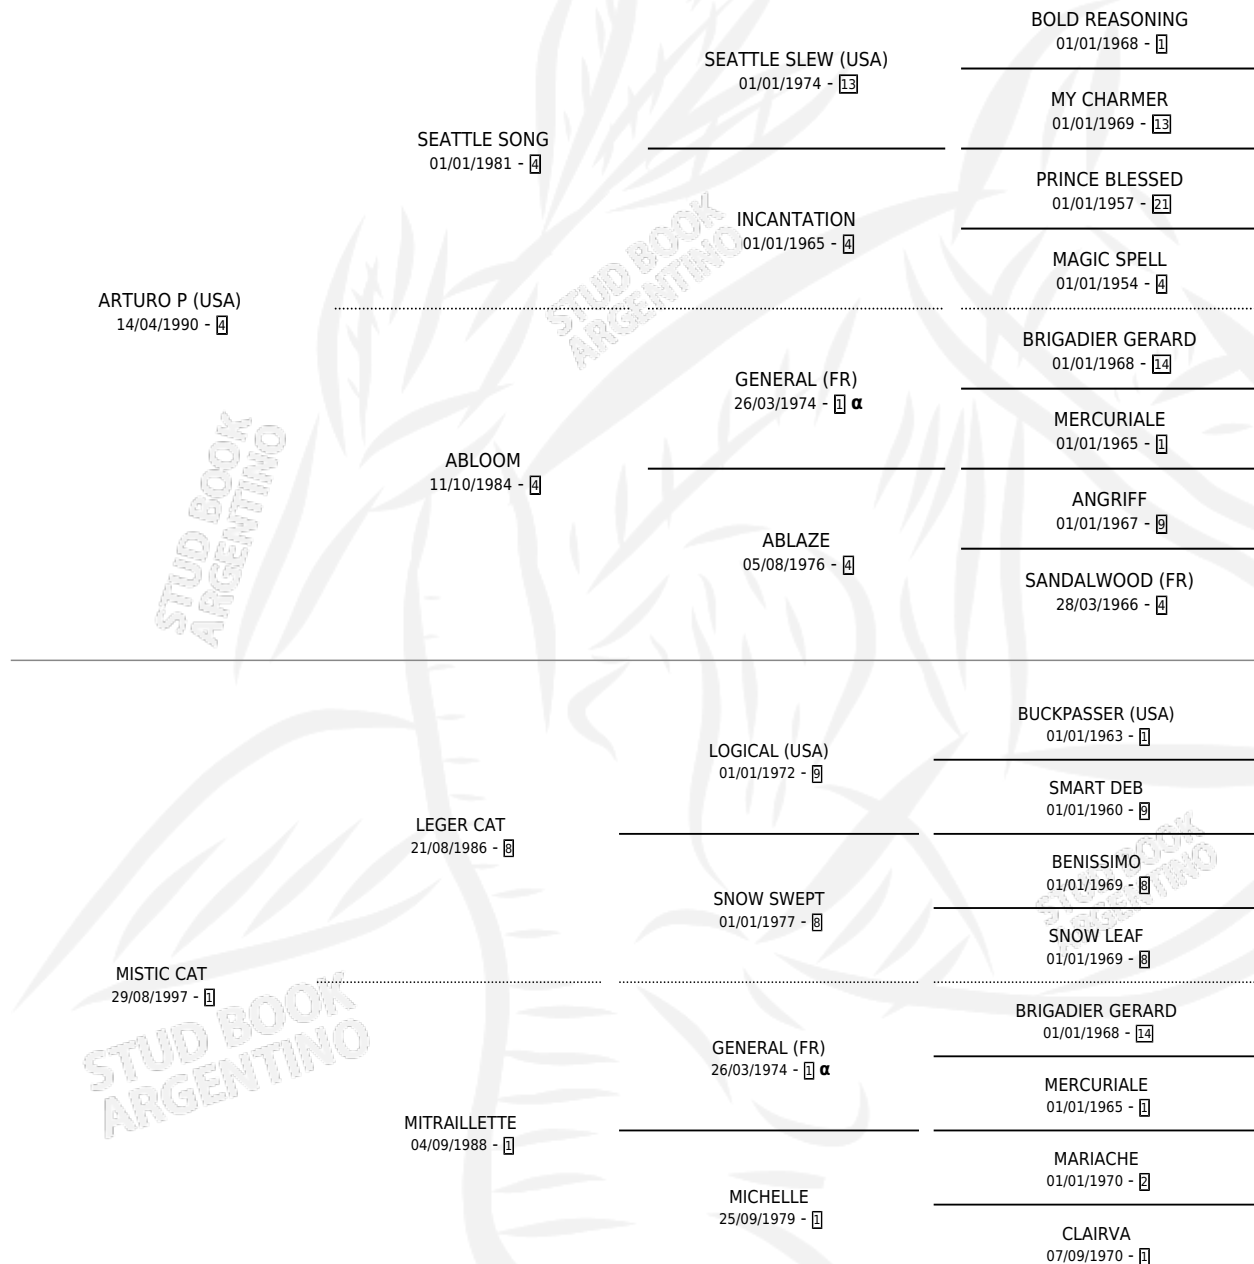 BOLD REASONING
01/01/1968 - 1
SEATTLE SLEW (USA)
01/01/1974 - 13
MY CHARMER
01/01/1969 - 13
SEATTLE SONG
01/01/1981 - 4
PRINCE BLESSED
01/01/1957 - 21
INCANTATION
01/01/1965 - 4
MAGIC SPELL
01/01/1954 - 4
ARTURO P (USA)
14/04/1990 - 4
BRIGADIER GERARD
01/01/1968 - 14
GENERAL (FR)
26/03/1974 - 1 α
MERCURIALE
01/01/1965 - 1
ABLOOM
11/10/1984 - 4
ANGRIFF
01/01/1967 - 9
ABLAZE
05/08/1976 - 4
SANDALWOOD (FR)
28/03/1966 - 4
BUCKPASSER (USA)
01/01/1963 - 1
LOGICAL (USA)
01/01/1972 - 9
SMART DEB
01/01/1960 - 9
LEGER CAT
21/08/1986 - 8
BENISSIMO
01/01/1969 - 8
SNOW SWEPT
01/01/1977 - 8
SNOW LEAF
01/01/1969 - 8
MISTIC CAT
29/08/1997 - 1
BRIGADIER GERARD
01/01/1968 - 14
GENERAL (FR)
26/03/1974 - 1 α
MERCURIALE
01/01/1965 - 1
MITRAILLETTE
04/09/1988 - 1
MARIACHE
01/01/1970 - 2
MICHELLE
25/09/1979 - 1
CLAIRVA
07/09/1970 - 1
STUD BOOK
ARGENTINO
STUD BOOK
ARGENTINO
STUD BOOK
ARGENTINO
STUD BOOK
ARGENTINO